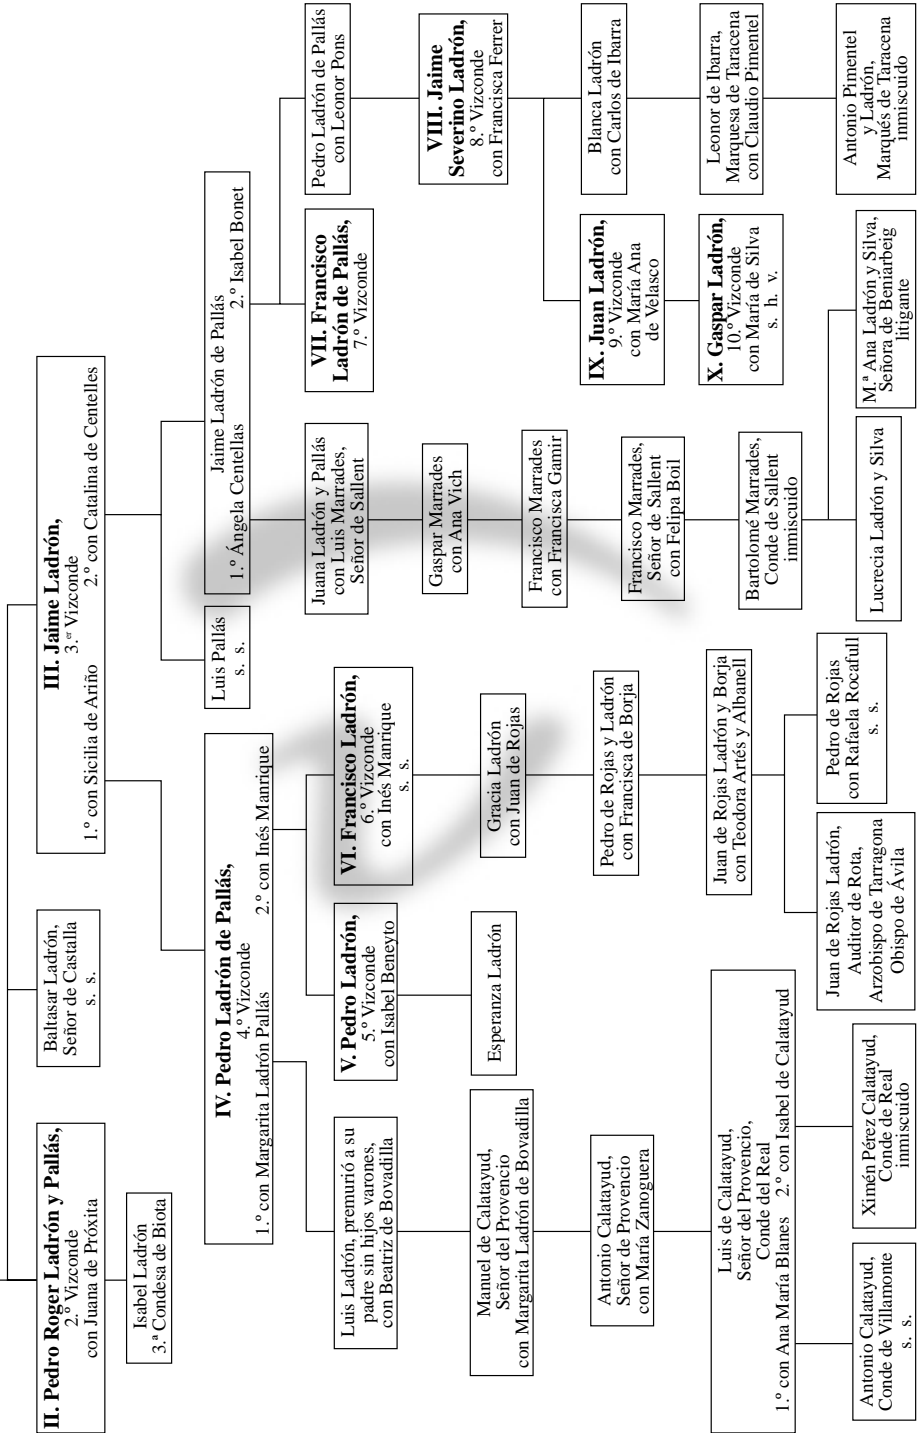 II. Pedro Roger Ladrón y Pallás,
2.º Vizconde
con Juana de Próxita
Baltasar Ladrón,
Señor de Castalla
s. s.
III. Jaime Ladrón,
3.er Vizconde
1.º con Sicilia de Ariño 2.º con Catalina de Centelles
Isabel Ladrón
3.ª Condesa de Biota
IV. Pedro Ladrón de Pallás,
4.º Vizconde
1.º con Margarita Ladrón Pallás 2.º con Inés Manrique
Luis Pallás
s. s.
Jaime Ladrón de Pallás
1.º Ángela Centellas 2.º Isabel Bonet
Luis Ladrón, premurió a su
padre sin hijos varones,
con Beatriz de Bovadilla
V. Pedro Ladrón,
5.º Vizconde
con Isabel Beneyto
VI. Francisco Ladrón,
6.º Vizconde
con Inés Manrique
s. s.
Juana Ladrón y Pallás
con Luis Marrades,
Señor de Sallent
VII. Francisco
Ladrón de Pallás,
7.º Vizconde
Pedro Ladrón de Pallás
con Leonor Pons
Manuel de Calatayud,
Señor del Provencio
con Margarita Ladrón de Bovadilla
Esperanza Ladrón
Gracia Ladrón
con Juan de Rojas
Gaspar Marrades
con Ana Vich
VIII. Jaime
Severino Ladrón,
8.º Vizconde
con Francisca Ferrer
Antonio Calatayud,
Señor de Provencio
con María Zanoguera
Pedro de Rojas y Ladrón
con Francisca de Borja
Francisco Marrades
con Francisca Gamir
IX. Juan Ladrón,
9.º Vizconde
con María Ana
de Velasco
Blanca Ladrón
con Carlos de Ibarra
Luis de Calatayud,
Señor del Provencio,
Conde del Real
1.º con Ana María Blanes 2.º con Isabel de Calatayud
Juan de Rojas Ladrón y Borja
con Teodora Artés y Albanell
Francisco Marrades,
Señor de Sallent
con Felipa Boil
X. Gaspar Ladrón,
10.º Vizconde
con María de Silva
s. h. v.
Leonor de Ibarra,
Marquesa de Taracena
con Claudio Pimentel
Bartolomé Marrades,
Conde de Sallent
inmiscuido
Antonio Calatayud,
Conde de Villamonte
s. s.
Ximén Pérez Calatayud,
Conde de Real
inmiscuido
Juan de Rojas Ladrón,
Auditor de Rota,
Arzobispo de Tarragona
Obispo de Ávila
Pedro de Rojas
con Rafaela Rocafull
s. s.
Lucrecia Ladrón y Silva
M.ª Ana Ladrón y Silva,
Señora de Beniarbeig
litigante
Antonio Pimentel
y Ladrón,
Marqués de Taracena
inmiscuido